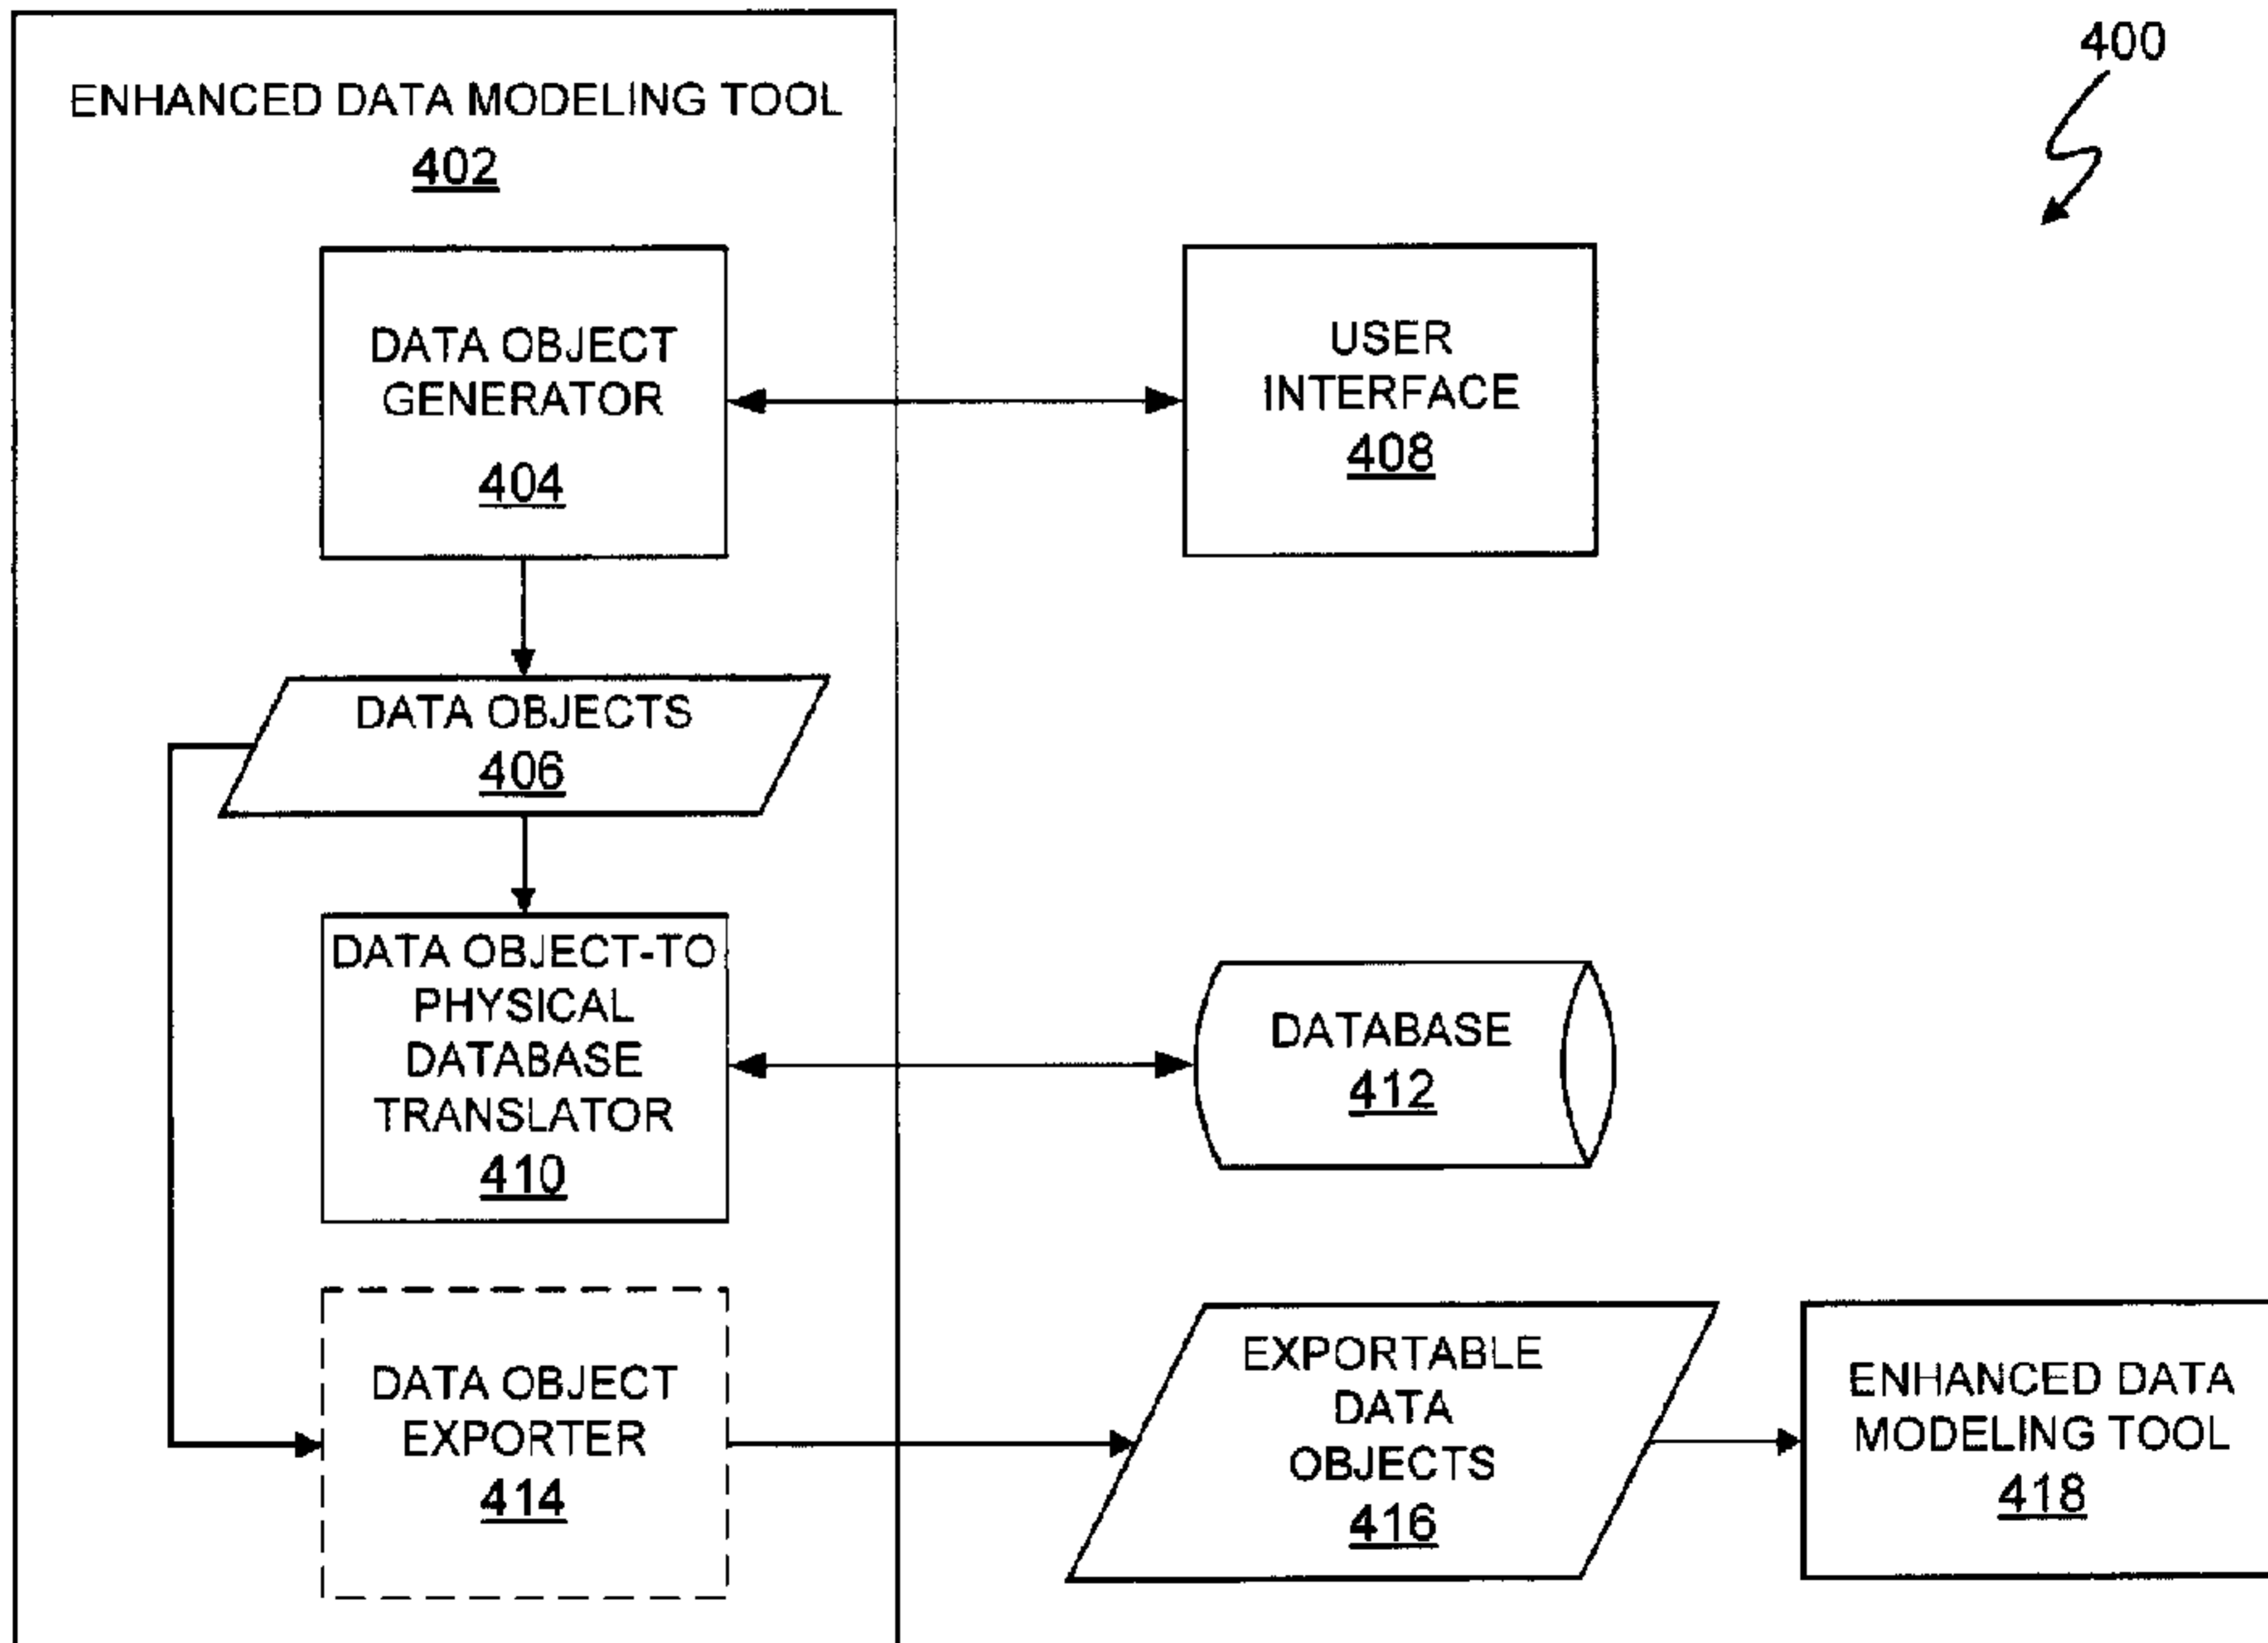 400
ENHANCED DATA MODELING TOOL
402
DATA OBJECT
GENERATOR
404
USER
INTERFACE
408
DATA OBJECTS
406
DATA OBJECT-TO
PHYSICAL
DATABASE
TRANSLATOR
410
DATABASE
412
DATA OBJECT
EXPORTER
414
EXPORTABLE
DATA
OBJECTS
416
ENHANCED DATA
MODELING TOOL
418